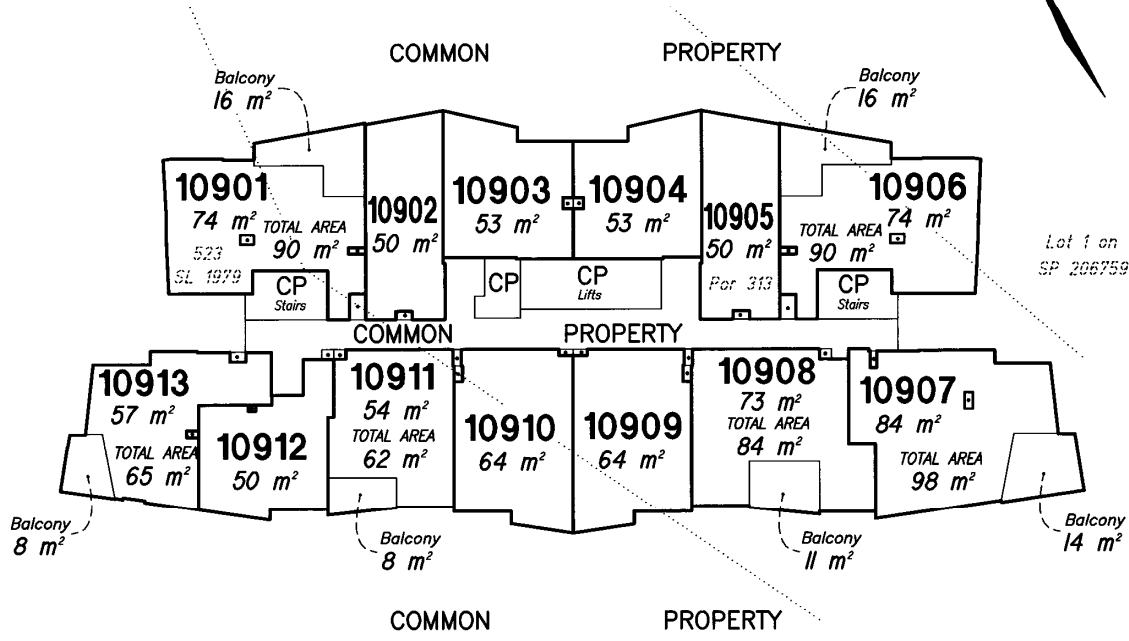 COMMON PROPERTY
Balcony
16 m²
Balcony
16 m²
10901
74 m²
TOTAL AREA
90 m²
523
SL 1979
10902
50 m²
10903
53 m²
10904
53 m²
10905
50 m²
Por 313
10906
74 m²
TOTAL AREA
90 m²
Lot 1 on
SP 206759
CP
Stairs
CP
CP
Lifts
CP
Stairs
COMMON PROPERTY
10913
57 m²
TOTAL AREA
65 m²
10912
50 m²
10911
54 m²
TOTAL AREA
62 m²
10910
64 m²
10909
64 m²
10908
73 m²
TOTAL AREA
84 m²
10907
84 m²
TOTAL AREA
98 m²
Balcony
8 m²
Balcony
8 m²
Balcony
11 m²
Balcony
14 m²
COMMON PROPERTY